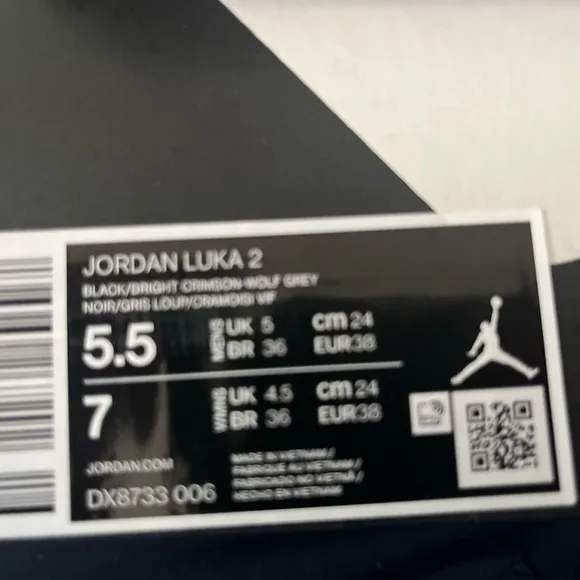 JORDAN LUKA 2
BLACK/BRIGHT CRIMSON-WOLF GREY
NOIR/GRIS LOUP/CRAMOISI VIF
5.5 MENS UK 5 cm 24
BR 36 EUR 38
7 WMNS UK 4.5 cm 24
BR 36 EUR 38
JORDAN.COM
MADE IN VIETNAM /
FABRIQUÉ AU VIETNAM /
FABRICADO NO VIETNÃ /
HECHO EN VIETNAM
DX8733 006